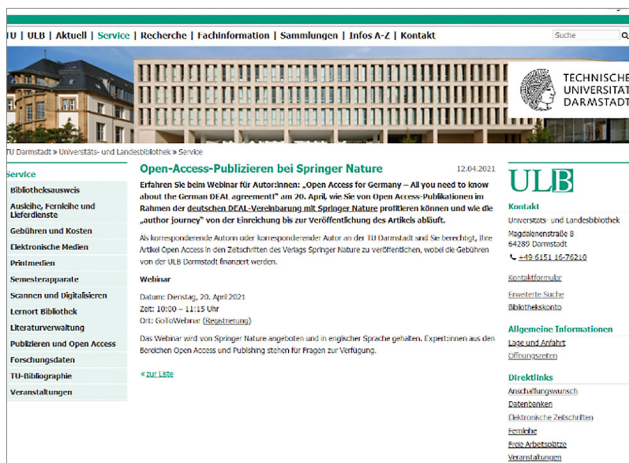 TU | ULB | Aktuell | Service | Recherche | Fachinformation | Sammlungen | Infos A-Z | Kontakt
Suche
TECHNISCHE
UNIVERSITÄT
DARMSTADT
TU Darmstadt » Universitäts- und Landesbibliothek » Service
Service
Bibliotheksausweis
Ausleihe, Fernleihe und
Lieferdienste
Gebühren und Kosten
Elektronische Medien
Printmedien
Semesterapparate
Scannen und Digitalisieren
Lernort Bibliothek
Literaturverwaltung
Publizieren und Open Access
Forschungsdaten
TU-Bibliographie
Veranstaltungen
Open-Access-Publizieren bei Springer Nature
12.04.2021
Erfahren Sie beim Webinar für Autor:innen: „Open Access for Germany – All you need to know
about the German DEAL agreement“ am 20. April, wie Sie von Open Access-Publikationen im
Rahmen der deutschen DEAL-Vereinbarung mit Springer Nature profitieren können und wie die
„author journey“ von der Einreichung bis zur Veröffentlichung des Artikels abläuft.
Als korrespondierende Autorin oder korrespondierender Autor an der TU Darmstadt sind Sie berechtigt, Ihre
Artikel Open Access in den Zeitschriften des Verlags Springer Nature zu veröffentlichen, wobei die Gebühren
von der ULB Darmstadt finanziert werden.
Webinar
Datum: Dienstag, 20. April 2021
Zeit: 10:00 – 11:15 Uhr
Ort: GoToWebinar (Registrierung)
Das Webinar wird von Springer Nature angeboten und in englischer Sprache gehalten. Expert:innen aus den
Bereichen Open Access und Publishing stehen für Fragen zur Verfügung.
« zur Liste
ULB
Kontakt
Universitäts- und Landesbibliothek
Magdalenenstraße 8
64289 Darmstadt
+49 6151 16-76210
Kontaktformular
Erweiterte Suche
Bibliothekskonto
Allgemeine Informationen
Lage und Anfahrt
Öffnungszeiten
Direktlinks
Anschaffungswunsch
Datenbanken
Elektronische Zeitschriften
Fernleihe
Freie Arbeitsplätze
Veranstaltungen